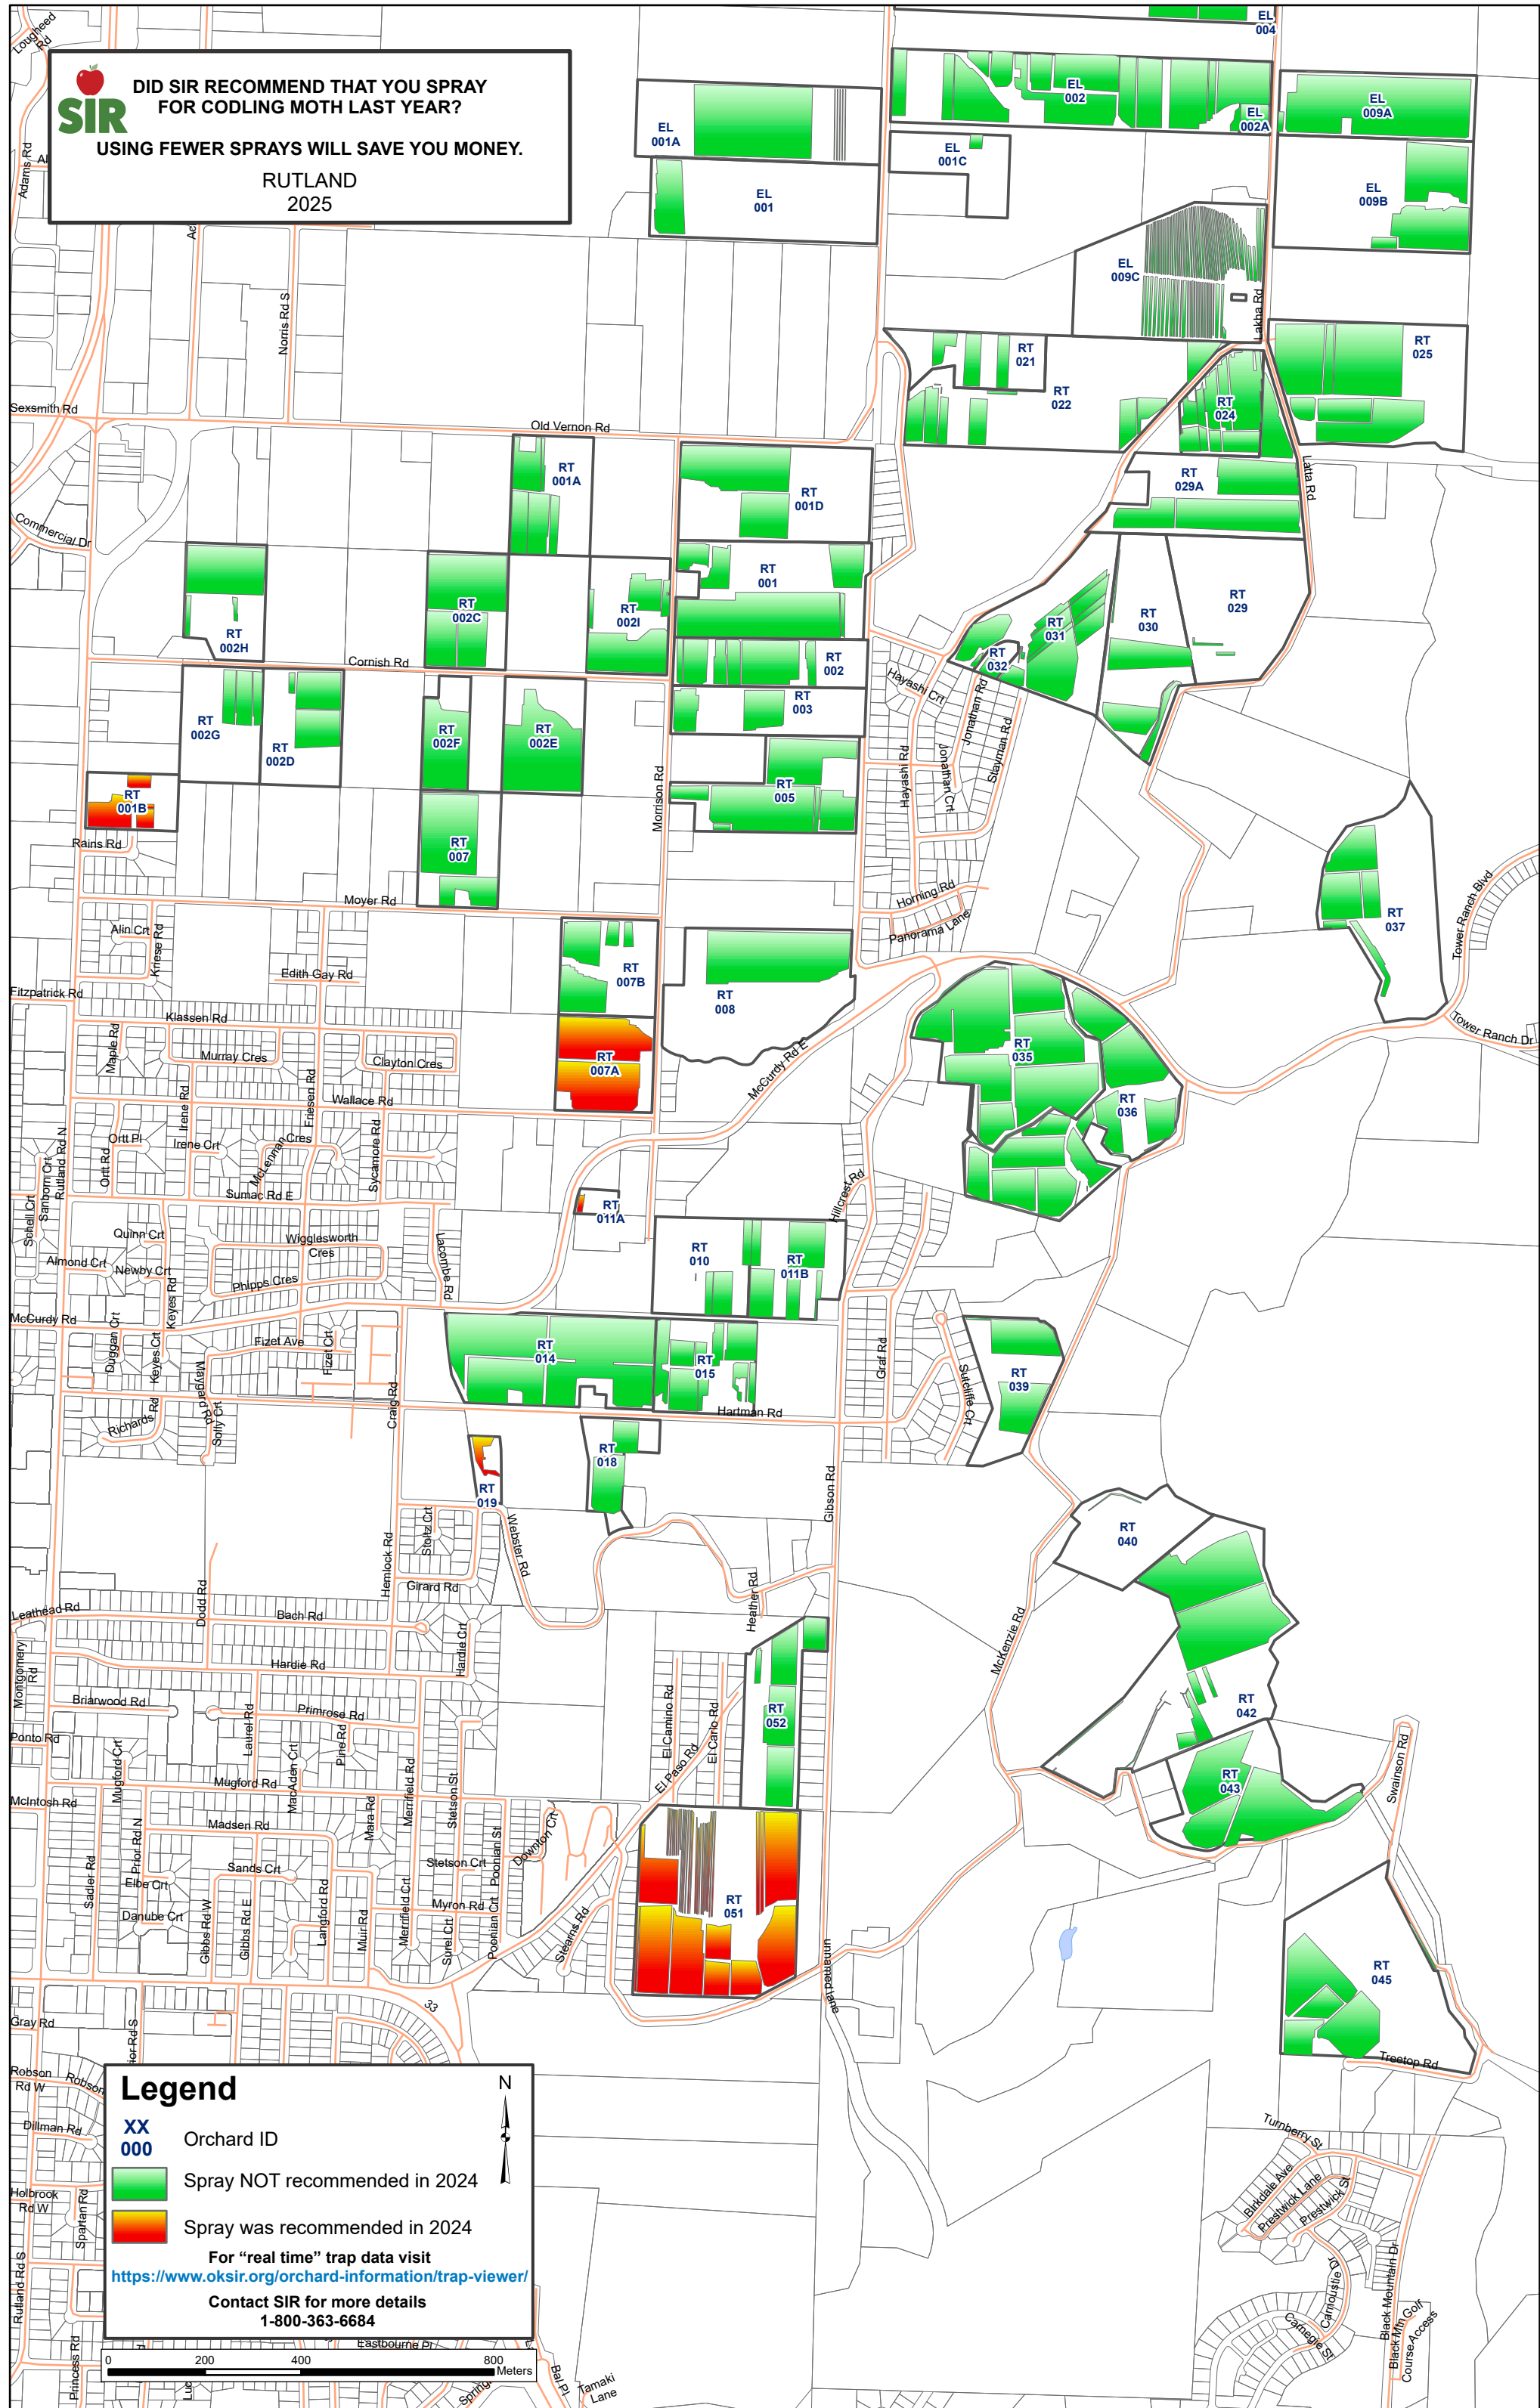 SIR
DID SIR RECOMMEND THAT YOU SPRAY
FOR CODLING MOTH LAST YEAR?
USING FEWER SPRAYS WILL SAVE YOU MONEY.
RUTLAND
2025
Lougheed
Rd
Adams Rd
Norris Rd S
Sexsmith Rd
Old Vernon Rd
Commercial Dr
Cornish Rd
Morrison Rd
Lakha Rd
Latta Rd
EL
004
EL
002
EL
002A
EL
009A
EL
001A
EL
001C
EL
001
EL
009B
EL
009C
RT
021
RT
022
RT
024
RT
025
RT
029A
RT
001A
RT
001D
RT
001
RT
002H
RT
002C
RT
002I
RT
002
RT
003
RT
029
RT
030
RT
031
RT
032
RT
002G
RT
002D
RT
002F
RT
002E
RT
001B
RT
005
RT
007
RT
037
Hayashi Crt
Jonathan Rd
Stayman Rd
Hayashi Rd
Jonathan Crt
Rains Rd
Moyer Rd
Horning Rd
Panorama Lane
Tower Ranch Blvd
Tower Ranch Dr
Alin Crt
Kriese Rd
Edith Gay Rd
Fitzpatrick Rd
Klassen Rd
Maple Rd
Murray Cres
Clayton Cres
Irene Rd
Friesen Rd
Wallace Rd
RT
007B
RT
008
RT
007A
McCurdy Rd E
RT
035
RT
036
Ortt Pl
Ortt Rd
Irene Crt
McLennan
Cres
Sycamore Rd
Sumac Rd E
Rutland Rd N
Sanborn Crt
Schell Crt
RT
011A
Hillcrest Rd
Quinn Crt
Wigglesworth
Cres
Almond Crt
Newby Crt
Phipps Cres
Keyes Rd
Lacombe Rd
RT
010
RT
011B
McCurdy Rd
Duggan Crt
Keyes Crt
Fizet Ave
Fizet Crt
Maygard Rd
Solly Crt
Richards
Rd
Craig Rd
RT
014
RT
015
Hartman Rd
Graf Rd
Sutcliffe Crt
RT
039
RT
018
RT
019
Gibson Rd
Webster Rd
Stoltz Crt
Hemlock Rd
Girard Rd
RT
040
Heather Rd
McKenzie Rd
Leathead Rd
Dodd Rd
Bach Rd
Hardie Crt
Hardie Rd
Montgomery
Rd
Briarwood Rd
Laurel Rd
Primrose Rd
Pine Rd
Ponto Rd
Mugford Crt
MacAden Crt
Mugford Rd
El Camino Rd
El Carlo Rd
El Paso Rd
RT
052
RT
042
RT
043
Swainson Rd
McIntosh Rd
Madsen Rd
Mara Rd
Merrifield Rd
Stetson St
Prior Rd N
Sadler Rd
Sands Crt
Elbe Crt
Stetson Crt
Poonian St
Downton Crt
Danube Crt
Gibbs Rd W
Gibbs Rd E
Langford Rd
Muir Rd
Merrifield Crt
Myron Rd
Surel Crt
Poonian Crt
Stearns Rd
RT
051
unnamed lane
RT
045
Treetop Rd
33
Gray Rd
Robson
Rd W
Robson
Dillman Rd
Holbrook
Rd W
Spartan Rd
Rutland Rd S
Princess Rd
Legend
N
XX
000
Orchard ID
Spray NOT recommended in 2024
Spray was recommended in 2024
For “real time” trap data visit
https://www.oksir.org/orchard-information/trap-viewer/
Contact SIR for more details
1-800-363-6684
Eastbourne Pl
0 200 400 800
Meters
Bal Pl
Tamaki
Lane
Turnberry St
Birkdale Ave
Prestwick Lane
Prestwick St
Carnoustie Dr
Carnegie St
Black Mountain Dr
Black Mtn Golf
Course Access